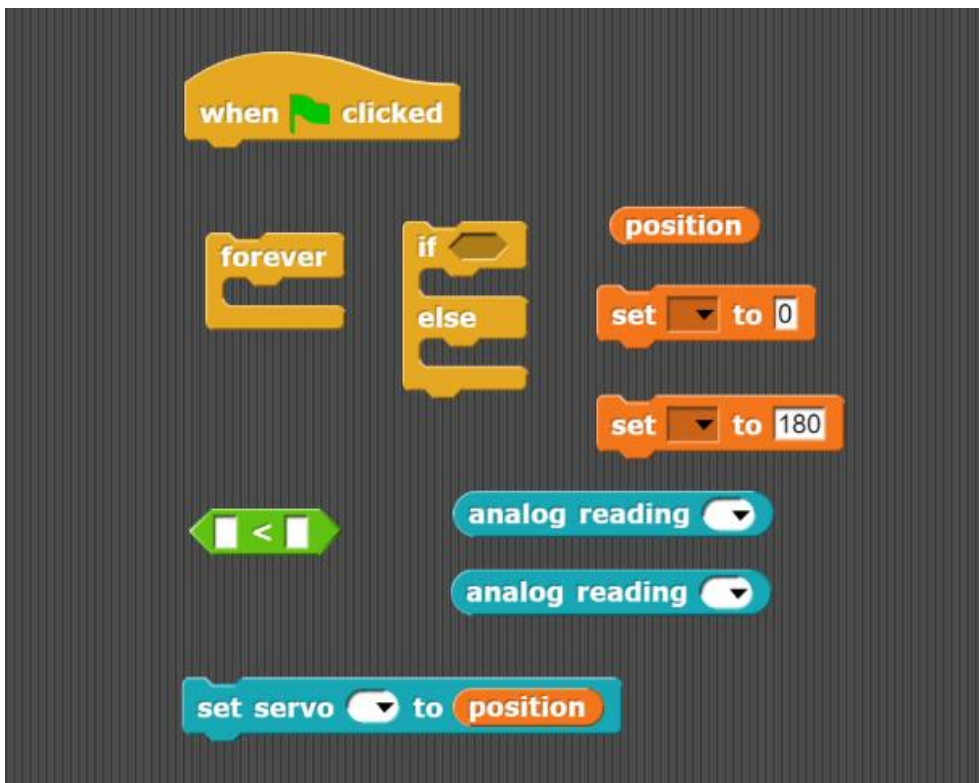 when clicked
forever
if
else
position
set to 0
set to 180
<
analog reading
analog reading
set servo to position